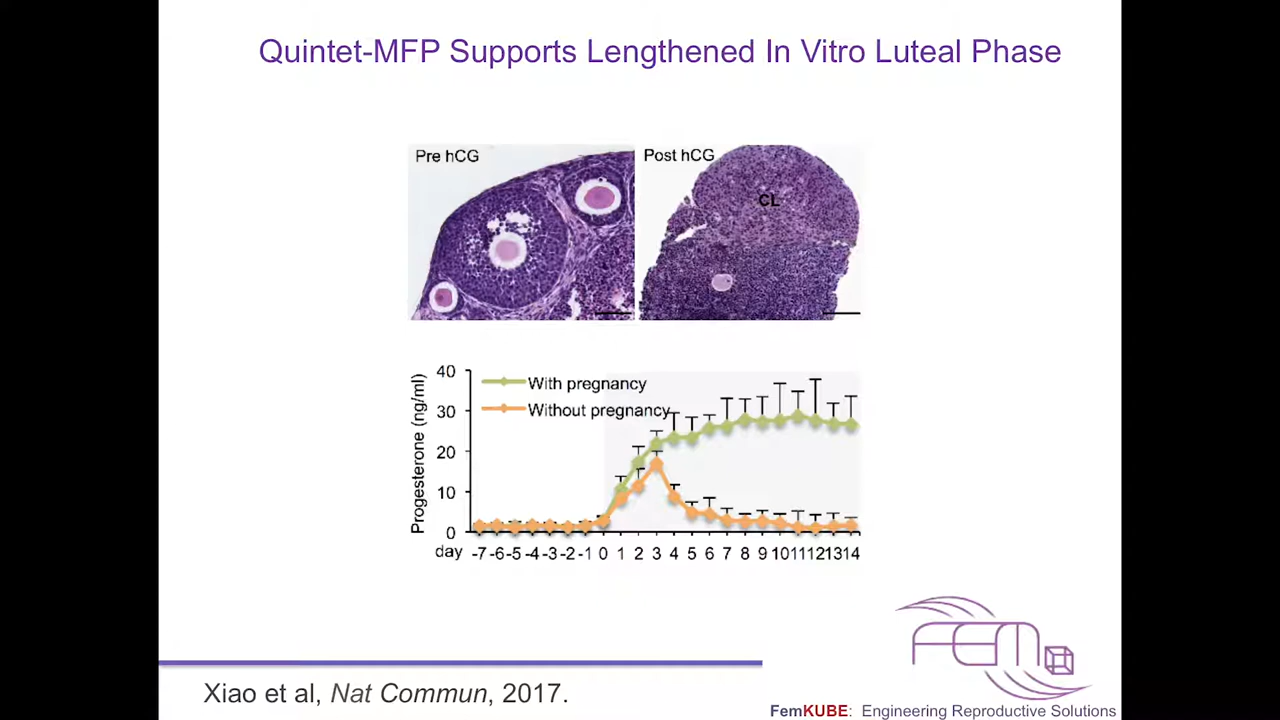 Quintet-MFP Supports Lengthened In Vitro Luteal Phase
Pre hCG
Post hCG
CL
Progesterone (ng/ml)
40
30
20
10
0
With pregnancy
Without pregnancy
day -7 -6 -5 -4 -3 -2 -1 0 1 2 3 4 5 6 7 8 9 10 11 12 13 14
Xiao et al, Nat Commun, 2017.
FEM
FemKUBE: Engineering Reproductive Solutions